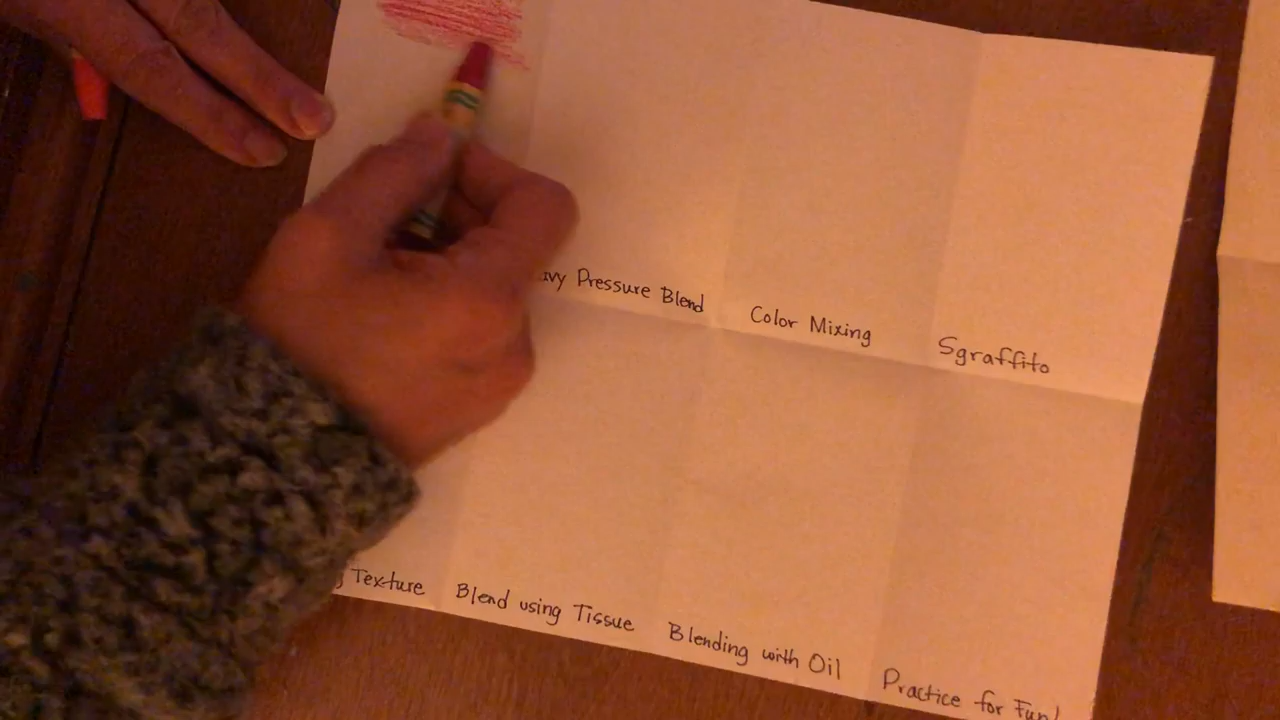 Pressure Blend
Color Mixing
Sgraffito
Texture
Blend using Tissue
Blending with Oil
Practice for Fun!